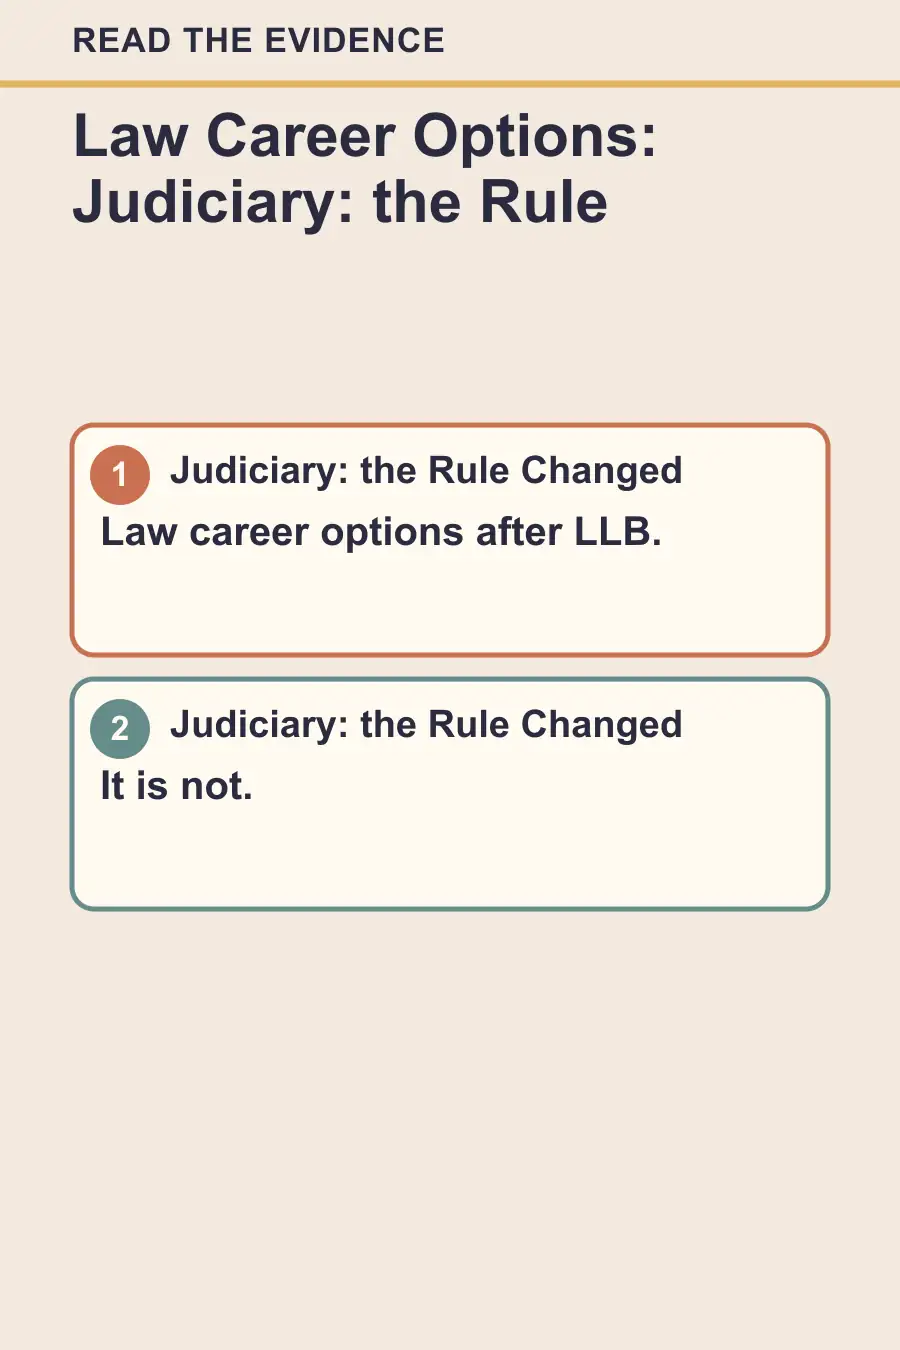 READ THE EVIDENCE
Law Career Options:
Judiciary: the Rule
1 Judiciary: the Rule Changed
Law career options after LLB.
2 Judiciary: the Rule Changed
It is not.